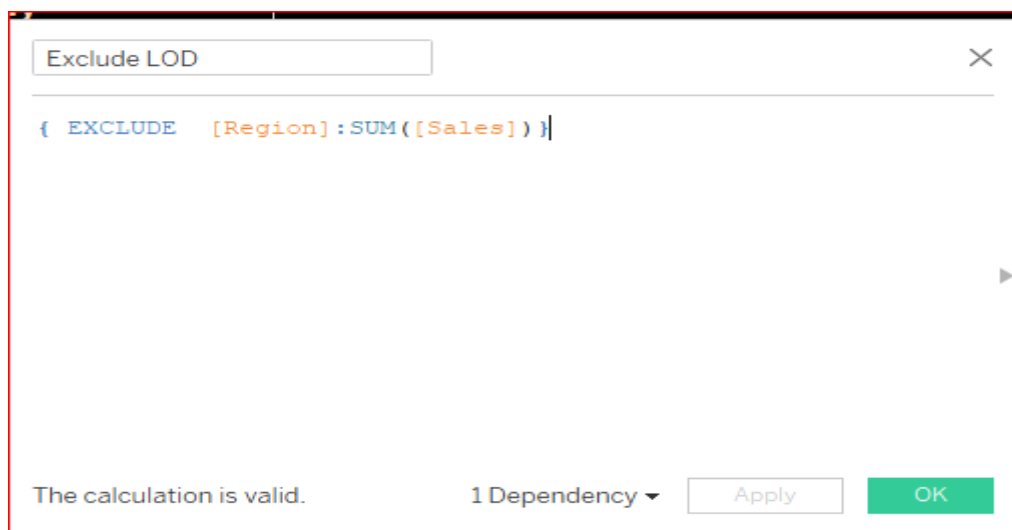 Exclude LOD
{ EXCLUDE  [Region]:SUM([Sales])}
The calculation is valid.
1 Dependency
Apply
OK